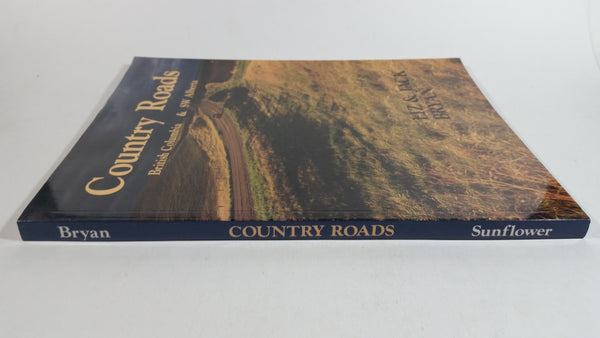 Country Roads
British Columbia & SW Alberta
LIZ & JACK
BRYAN
Bryan COUNTRY ROADS Sunflower